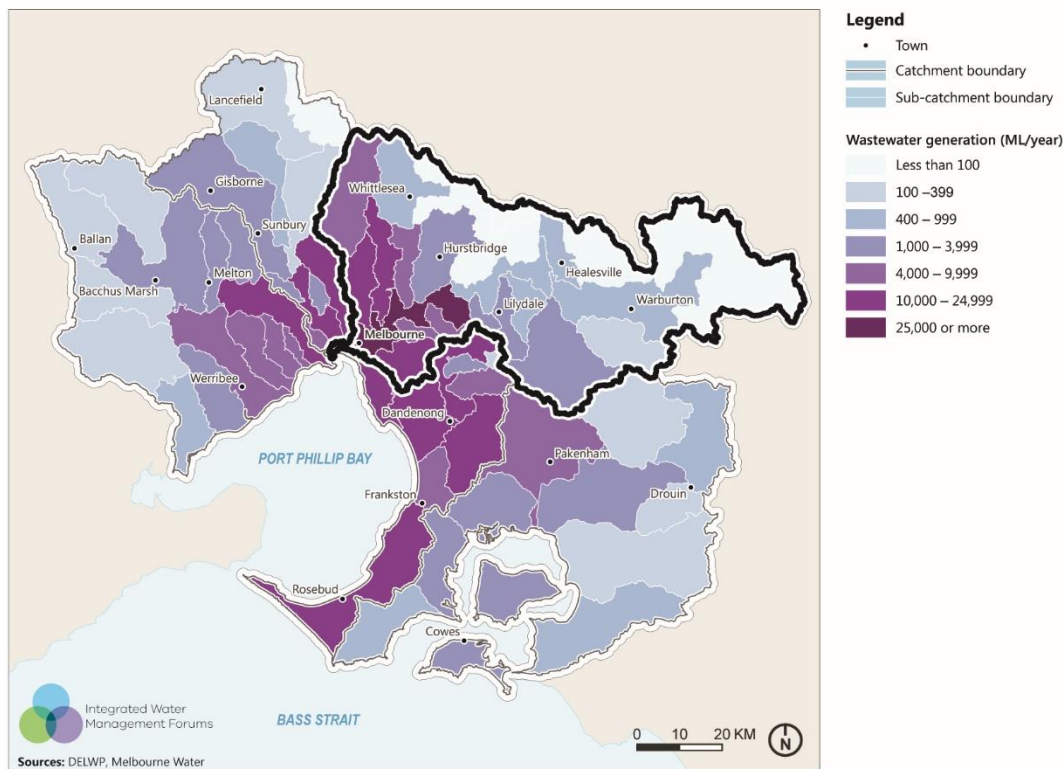 Lancefield
Gisborne
Sunbury
Ballan
Bacchus Marsh
Melton
Werribee
Whittlesea
Hurstbridge
Healesville
Lilydale
Warburton
Melbourne
Dandenong
Pakenham
PORT PHILLIP BAY
Frankston
Drouin
Rosebud
Cowes
BASS STRAIT
Integrated Water
Management Forums
Sources: DELWP, Melbourne Water
0 10 20 KM
N
Legend
Town
Catchment boundary
Sub-catchment boundary
Wastewater generation (ML/year)
Less than 100
100 –399
400 – 999
1,000 – 3,999
4,000 – 9,999
10,000 – 24,999
25,000 or more